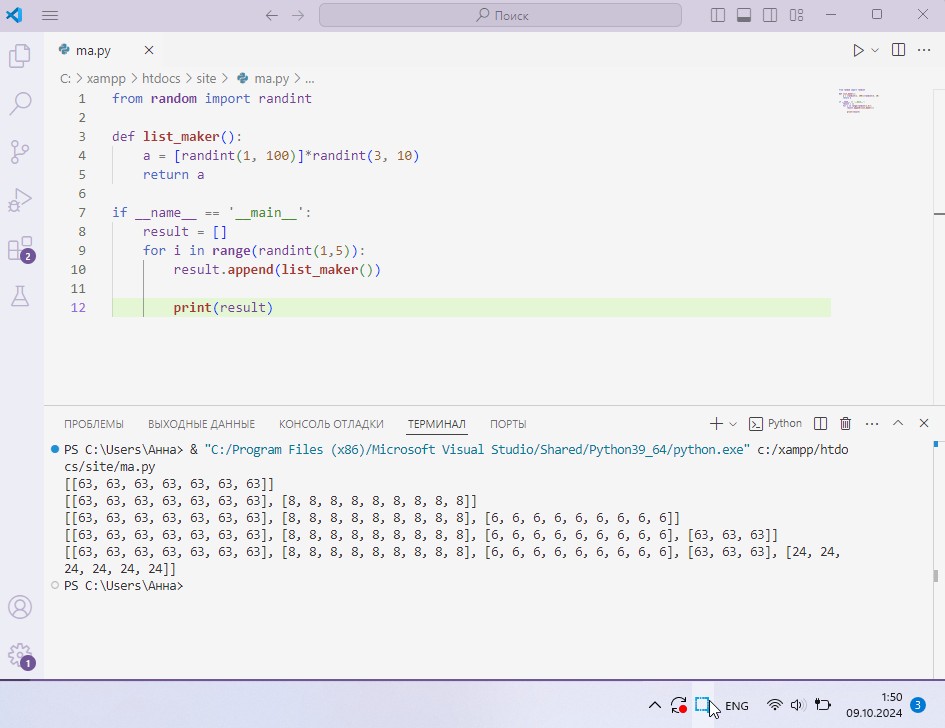 Поиск
ma.py
C: > xampp > htdocs > site > ma.py > ...
1 from random import randint
2
3 def list_maker():
4     a = [randint(1, 100)]*randint(3, 10)
5     return a
6
7 if __name__ == '__main__':
8     result = []
9     for i in range(randint(1,5)):
10         result.append(list_maker())
11
12         print(result)
2
ПРОБЛЕМЫ ВЫХОДНЫЕ ДАННЫЕ КОНСОЛЬ ОТЛАДКИ ТЕРМИНАЛ ПОРТЫ
Python
PS C:\Users\Анна> & "C:/Program Files (x86)/Microsoft Visual Studio/Shared/Python39_64/python.exe" c:/xampp/htdo
cs/site/ma.py
[[63, 63, 63, 63, 63, 63, 63]]
[[63, 63, 63, 63, 63, 63, 63], [8, 8, 8, 8, 8, 8, 8, 8, 8]]
[[63, 63, 63, 63, 63, 63, 63], [8, 8, 8, 8, 8, 8, 8, 8, 8], [6, 6, 6, 6, 6, 6, 6, 6, 6]]
[[63, 63, 63, 63, 63, 63, 63], [8, 8, 8, 8, 8, 8, 8, 8, 8], [6, 6, 6, 6, 6, 6, 6, 6, 6], [63, 63, 63]]
[[63, 63, 63, 63, 63, 63, 63], [8, 8, 8, 8, 8, 8, 8, 8, 8], [6, 6, 6, 6, 6, 6, 6, 6, 6], [63, 63, 63], [24, 24,
24, 24, 24, 24]]
PS C:\Users\Анна>
1
ENG
1:50
09.10.2024
3